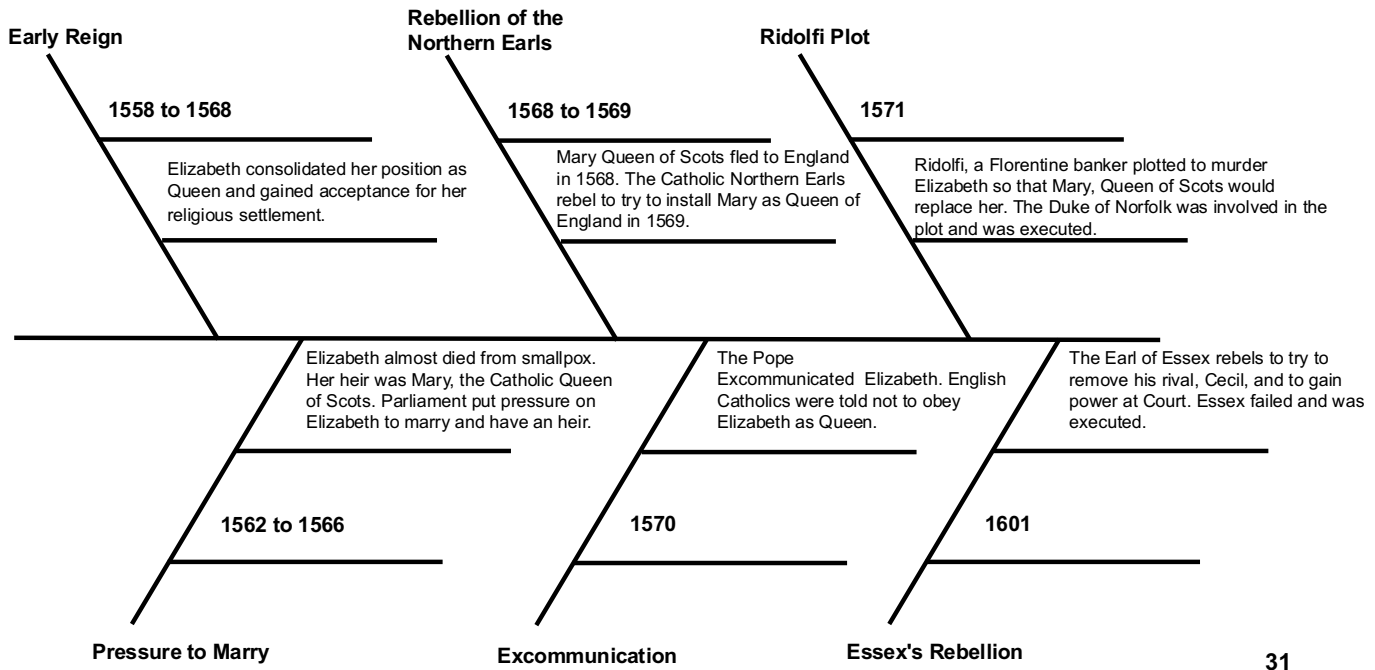 Early Reign
1558 to 1568
Elizabeth consolidated her position as
Queen and gained acceptance for her
religious settlement.
Rebellion of the
Northern Earls
1568 to 1569
Mary Queen of Scots fled to England
in 1568. The Catholic Northern Earls
rebel to try to install Mary as Queen of
England in 1569.
Ridolfi Plot
1571
Ridolfi, a Florentine banker plotted to murder
Elizabeth so that Mary, Queen of Scots would
replace her. The Duke of Norfolk was involved in the
plot and was executed.
Elizabeth almost died from smallpox.
Her heir was Mary, the Catholic Queen
of Scots. Parliament put pressure on
Elizabeth to marry and have an heir.
1562 to 1566
Pressure to Marry
The Pope
Excommunicated Elizabeth. English
Catholics were told not to obey
Elizabeth as Queen.
1570
Excommunication
The Earl of Essex rebels to try to
remove his rival, Cecil, and to gain
power at Court. Essex failed and was
executed.
1601
Essex's Rebellion
31